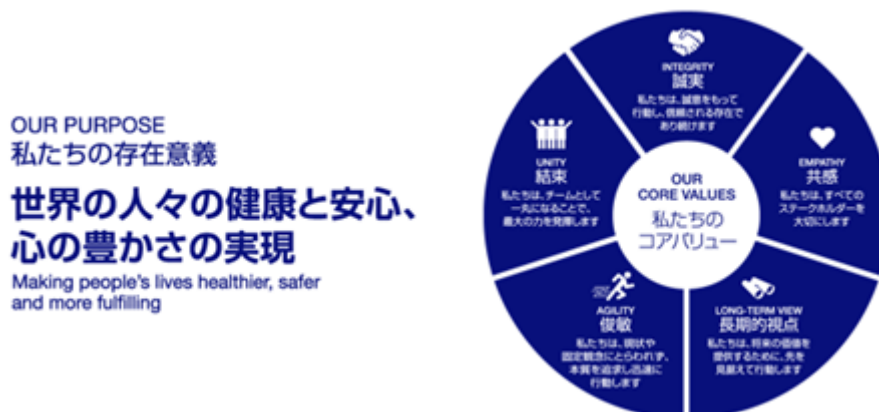 OUR PURPOSE
私たちの存在意義
世界の人々の健康と安心、
心の豊かさの実現
Making people's lives healthier, safer
and more fulfilling
OUR
CORE VALUES
私たちの
コアバリュー
INTEGRITY
誠実
私たちは、誠意をもって
行動し、信頼される存在で
あり続けます
EMPATHY
共感
私たちは、すべての
ステークホルダーを
大切にします
LONG-TERM VIEW
長期的視点
私たちは、将来の価値を
提供するために、先を
見据えて行動します
AGILITY
俊敏
私たちは、現状や
固定観念にとらわれず、
本質を追求し迅速に
行動します
UNITY
結束
私たちは、チームとして
一丸になることで、
最大の力を発揮します